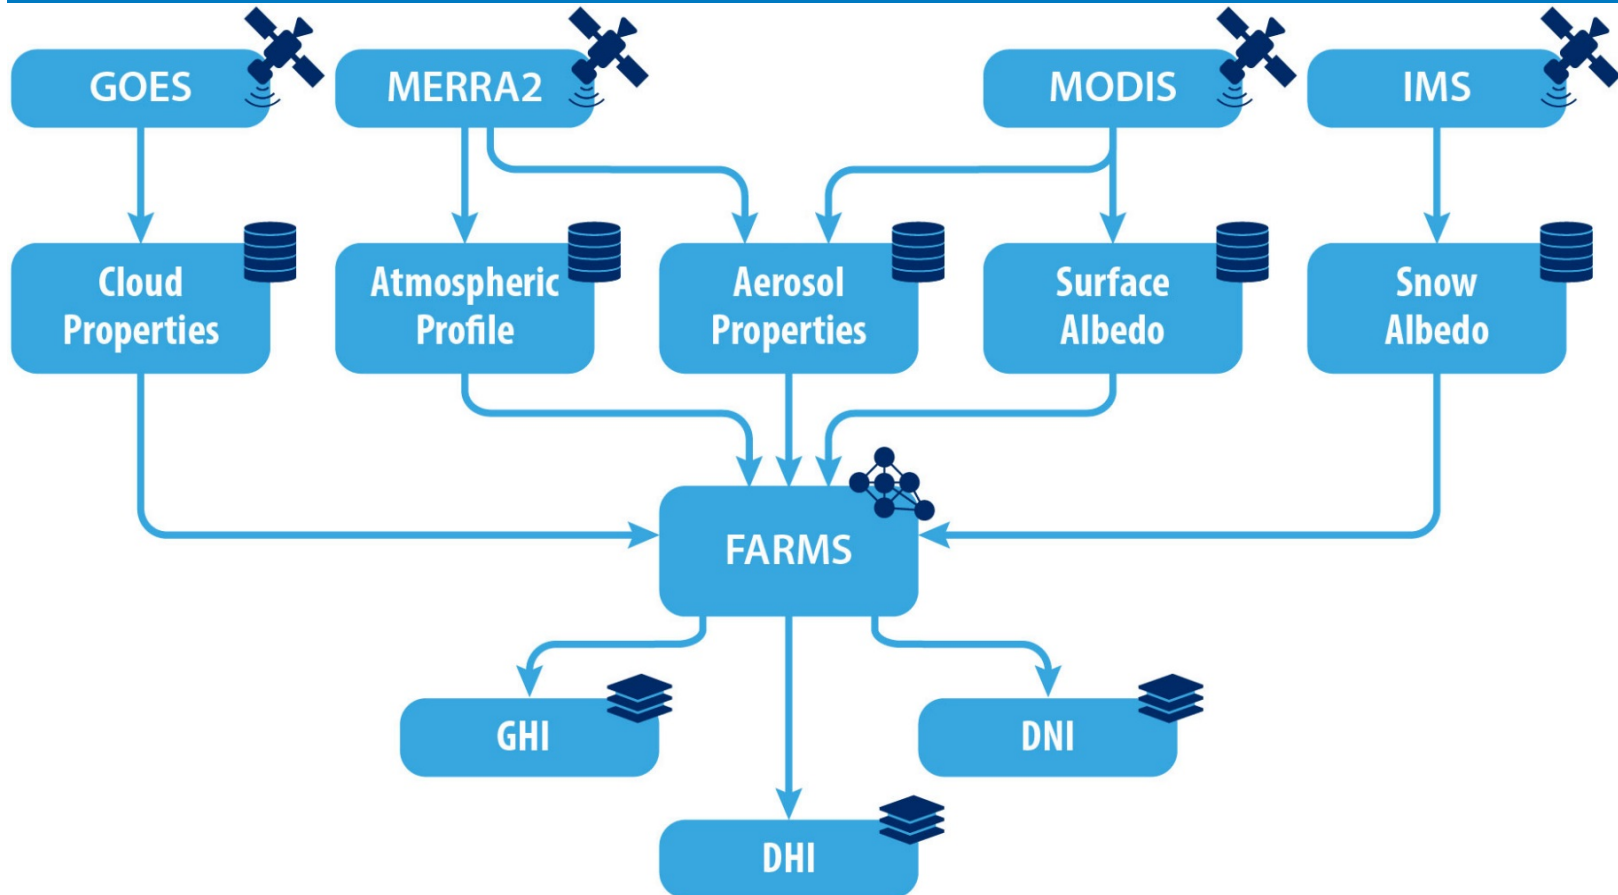 GOES
MERRA2
MODIS
IMS
Cloud
Properties
Atmospheric
Profile
Aerosol
Properties
Surface
Albedo
Snow
Albedo
FARMS
GHI
DNI
DHI